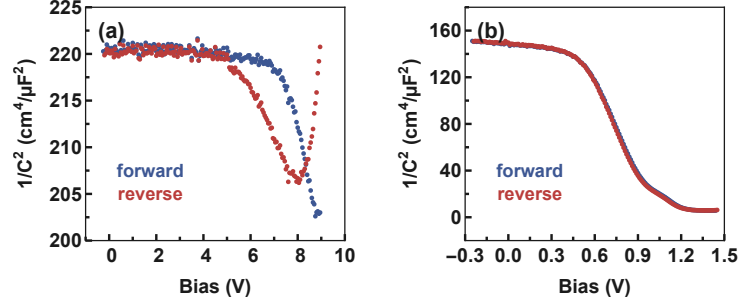 (a)
1/C² (cm⁴/μF²)
225
220
215
210
205
200
forward
reverse
0 2 4 6 8 10
Bias (V)
(b)
1/C² (cm⁴/μF²)
160
120
80
40
0
forward
reverse
−0.3 0.0 0.3 0.6 0.9 1.2 1.5
Bias (V)